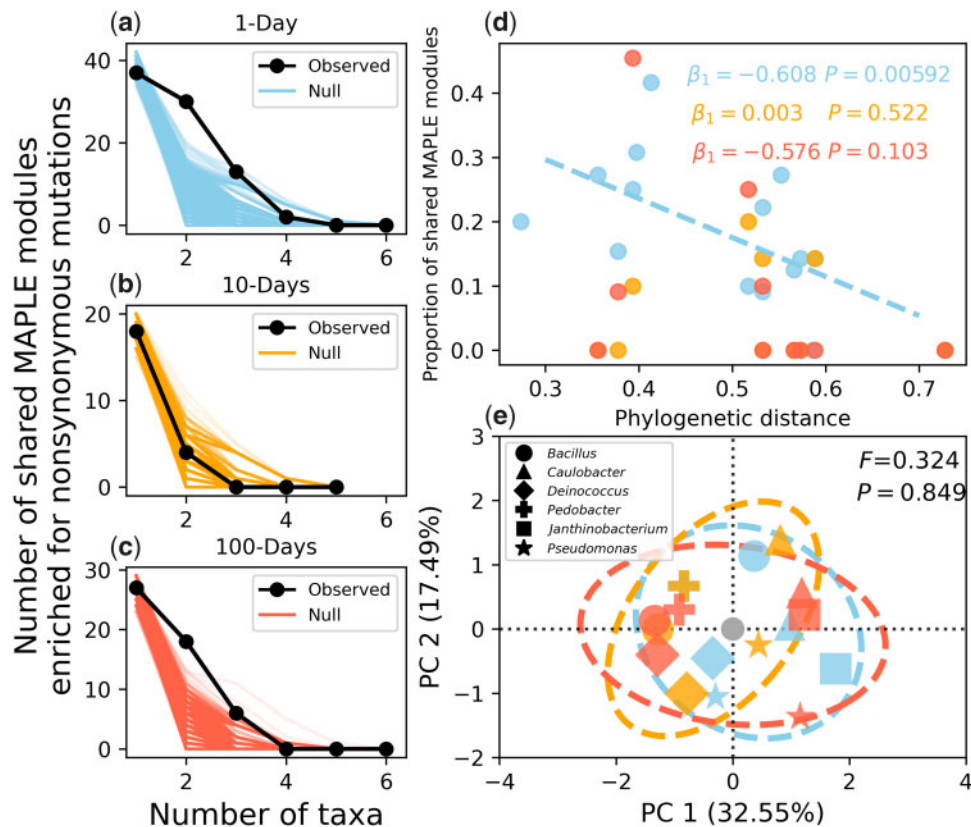 Number of shared MAPLE modules
enriched for nonsynonymous mutations
(a)
1-Day
Observed
Null
40
20
0
2
4
6
(b)
10-Days
Observed
Null
20
10
0
2
4
6
(c)
100-Days
Observed
Null
30
20
10
0
2
4
6
Number of taxa
(d)
Proportion of shared MAPLE modules
β₁ = −0.608 P = 0.00592
β₁ = 0.003 P = 0.522
β₁ = −0.576 P = 0.103
0.4
0.3
0.2
0.1
0.0
0.3 0.4 0.5 0.6 0.7
Phylogenetic distance
(e)
PC 2 (17.49%)
Bacillus
Caulobacter
Deinococcus
Pedobacter
Janthinobacterium
Pseudomonas
F=0.324
P = 0.849
3
2
1
0
−1
−2
−4 −2 0 2 4
PC 1 (32.55%)